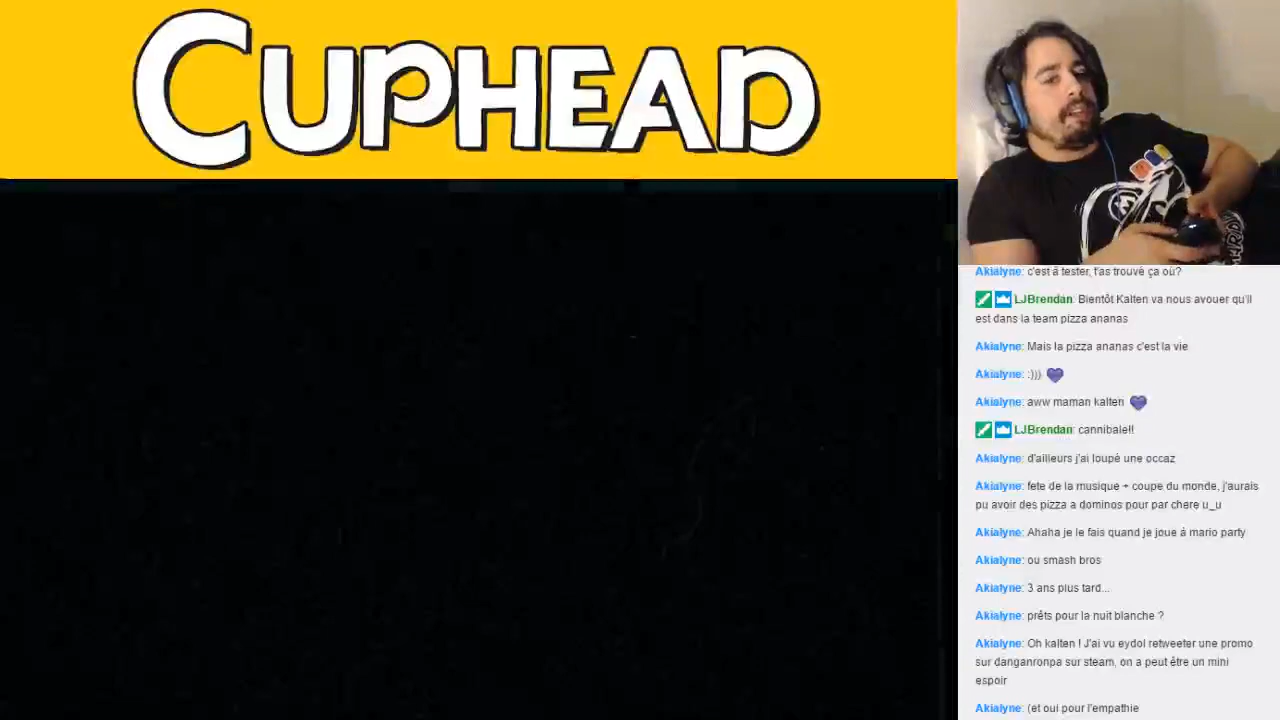 CUPHEAD
Akialyne: c'est à tester, t'as trouvé ça où?
LJBrendan: Bientôt Kalten va nous avouer qu'il
est dans la team pizza ananas
Akialyne: Mais la pizza ananas c'est la vie
Akialyne: :)))
Akialyne: aww maman kalten
LJBrendan: cannibale!!
Akialyne: d'ailleurs j'ai loupé une occaz
Akialyne: fete de la musique + coupe du monde, j'aurais
pu avoir des pizza a dominos pour par chere u_u
Akialyne: Ahaha je le fais quand je joue à mario party
Akialyne: ou smash bros
Akialyne: 3 ans plus tard...
Akialyne: prêts pour la nuit blanche ?
Akialyne: Oh kalten ! J'ai vu eydol retweeter une promo
sur danganronpa sur steam, on a peut être un mini
espoir
Akialyne: (et oui pour l'empathie